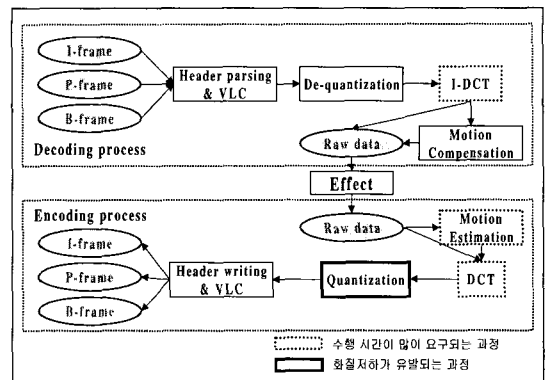 I-frame
P-frame
B-frame
Header parsing
& VLC
De-quantization
I-DCT
Raw data
Motion
Compensation
Decoding process
Effect
Encoding process
Raw data
Motion
Estimation
I-frame
P-frame
B-frame
Header writing
& VLC
Quantization
DCT
수행 시간이 많이 요구되는 과정
화질저하가 유발되는 과정